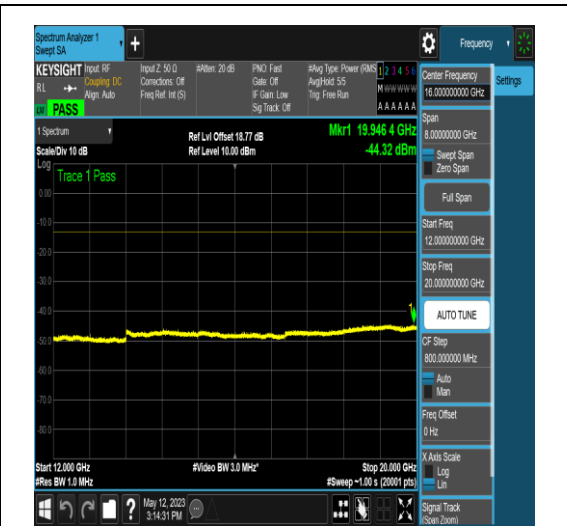 Spectrum Analyzer 1
Swept SA
+
Frequency
KEYSIGHT
RL
PASS
Input: RF
Coupling: DC
Align: Auto
Input Z: 50 Ω
Corrections: Off
Freq Ref: Int (S)
#Atten: 20 dB
PNO: Fast
Gate: Off
IF Gain: Low
Sig Track: Off
#Avg Type: Power (RMS
Avg|Hold: 5/5
Trig: Free Run
1 2 3 4 5 6
M W W W W W
A A A A A A
1 Spectrum
Scale/Div 10 dB
Ref Lvl Offset 18.77 dB
Ref Level 10.00 dBm
Mkr1 19.946 4 GHz
-44.32 dBm
Log
Trace 1 Pass
0.00
-10.0
-20.0
-30.0
-40.0
-50.0
-60.0
-70.0
-80.0
1
Start 12.000 GHz
#Res BW 1.0 MHz
#Video BW 3.0 MHz*
Stop 20.000 GHz
#Sweep ~1.00 s (20001 pts)
?
May 12, 2023
3:14:31 PM
Center Frequency
16.000000000 GHz
Settings
Span
8.00000000 GHz
Swept Span
Zero Span
Full Span
Start Freq
12.000000000 GHz
Stop Freq
20.000000000 GHz
AUTO TUNE
CF Step
800.000000 MHz
Auto
Man
Freq Offset
0 Hz
X Axis Scale
Log
Lin
Signal Track
(Span Zoom)